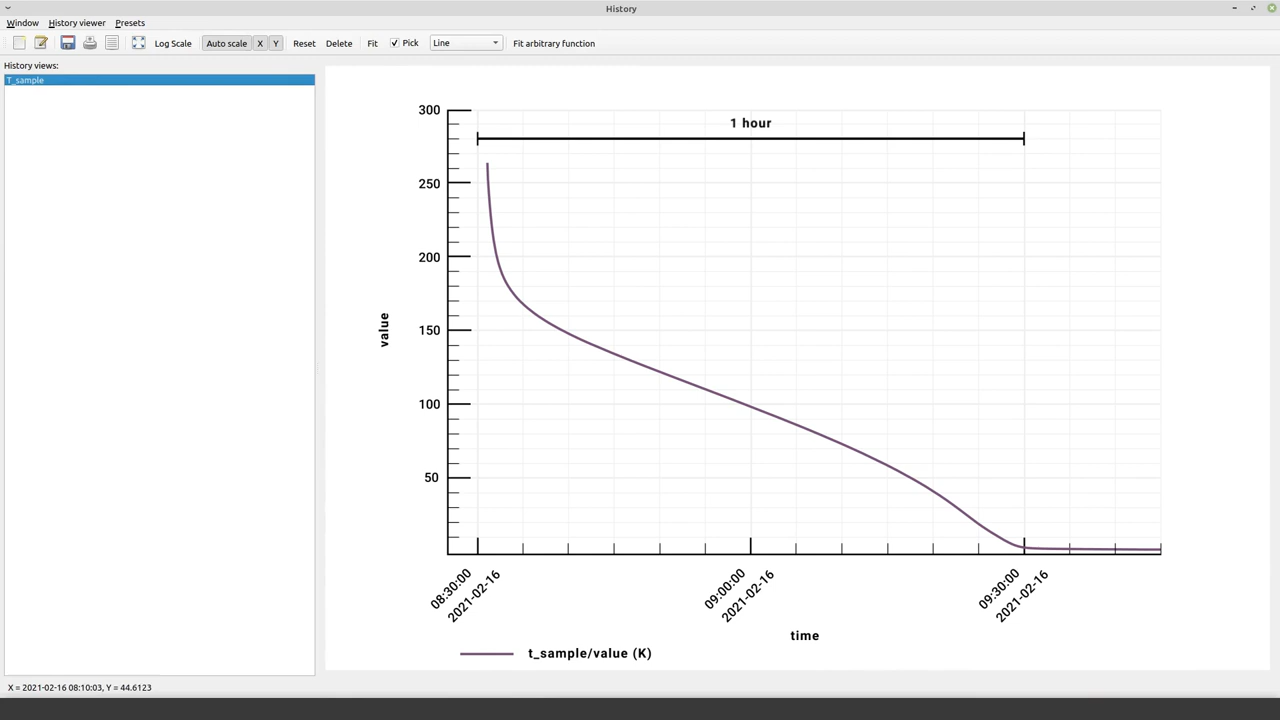 History
Window History viewer Presets
Log Scale Auto scale X Y Reset Delete Fit Pick Line Fit arbitrary function
History views:
T_sample
300
1 hour
250
200
150
100
50
value
08:30:00
2021-02-16
09:00:00
2021-02-16
09:30:00
2021-02-16
time
t_sample/value (K)
X = 2021-02-16 08:10:03, Y = 44.6123